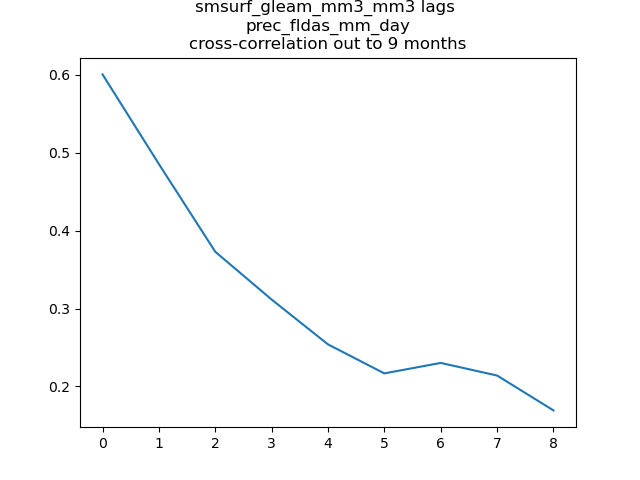 smsurf_gleam_mm3_mm3 lags
prec_fldas_mm_day
cross-correlation out to 9 months
0.6
0.5
0.4
0.3
0.2
0 1 2 3 4 5 6 7 8